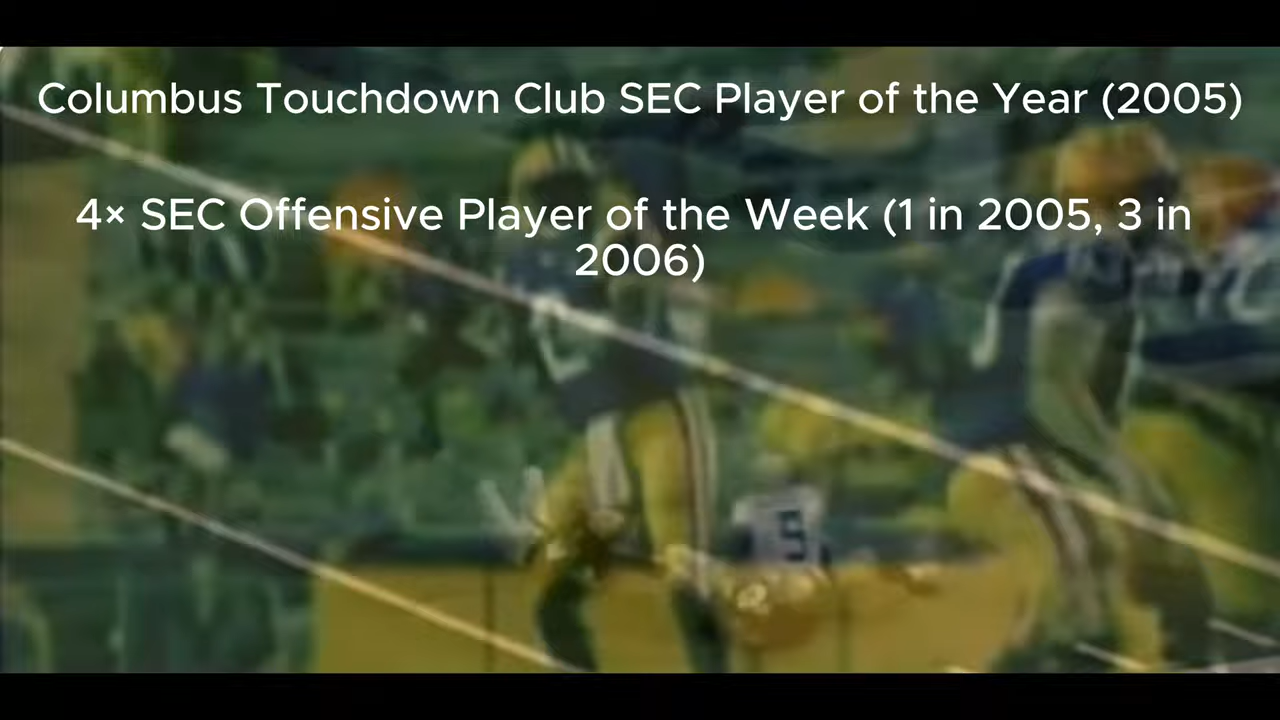 Columbus Touchdown Club SEC Player of the Year (2005)
4× SEC Offensive Player of the Week (1 in 2005, 3 in
2006)
S